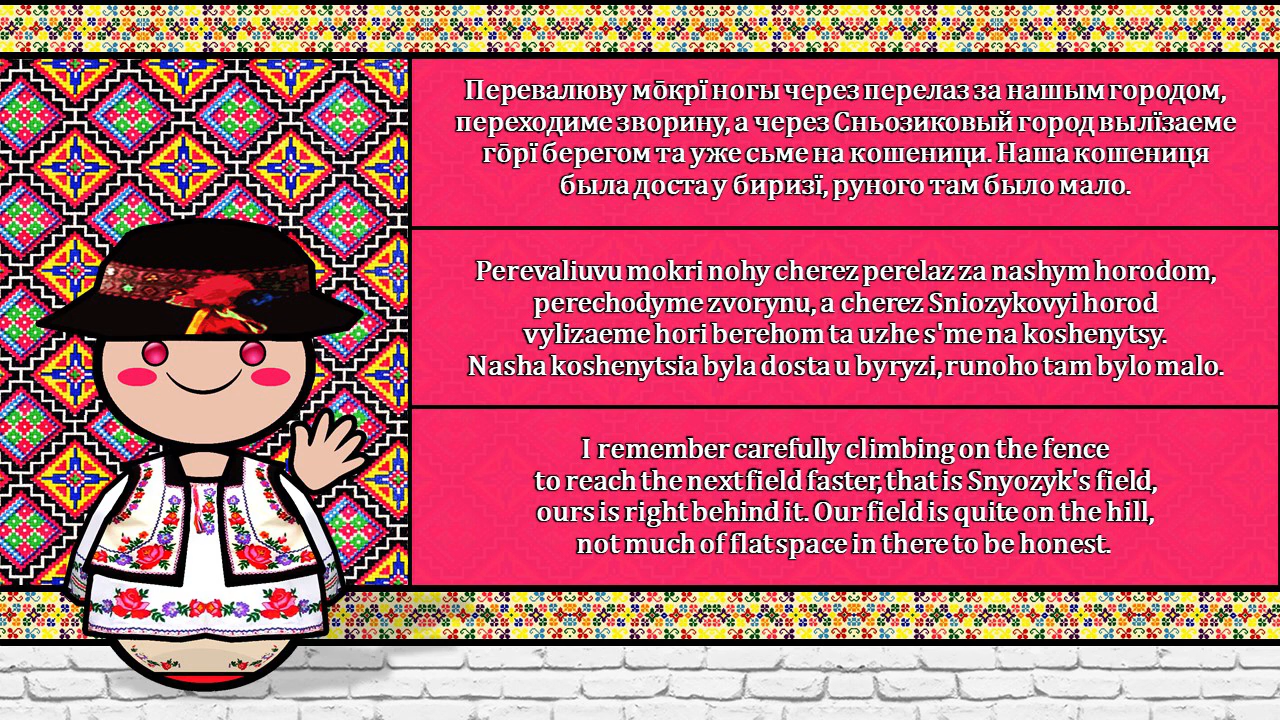 Перевалюву мо̄крї ногы через перелаз за нашым городом,
переходиме зворину, а через Сньозиковый город вылїзаеме
го̄рї берегом та уже сьме на кошеници. Наша кошениця
была доста у биризї, руного там было мало.
Perevaliuvu mokri nohy cherez perelaz za nashym horodom,
perechodyme zvorynu, a cherez Sniozykovyi horod
vylizaeme hori berehom ta uzhe s'me na koshenytsy.
Nasha koshenytsia byla dosta u byryzi, runoho tam bylo malo.
I remember carefully climbing on the fence
to reach the next field faster, that is Snyozyk's field,
ours is right behind it. Our field is quite on the hill,
not much of flat space in there to be honest.